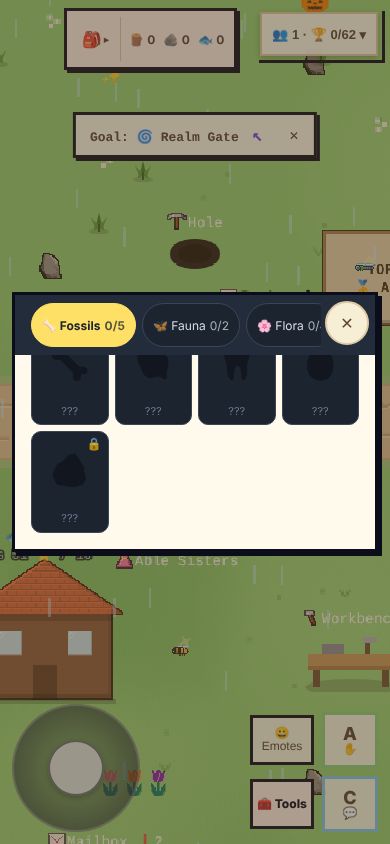 0 0 0
1 · 0/62
Goal: Realm Gate
Hole
Fossils 0/5 Fauna 0/2 Flora 0/
??? ??? ??? ???
???
Able Sisters
Workbenc
Emotes A
Tools C
Mailbox 2